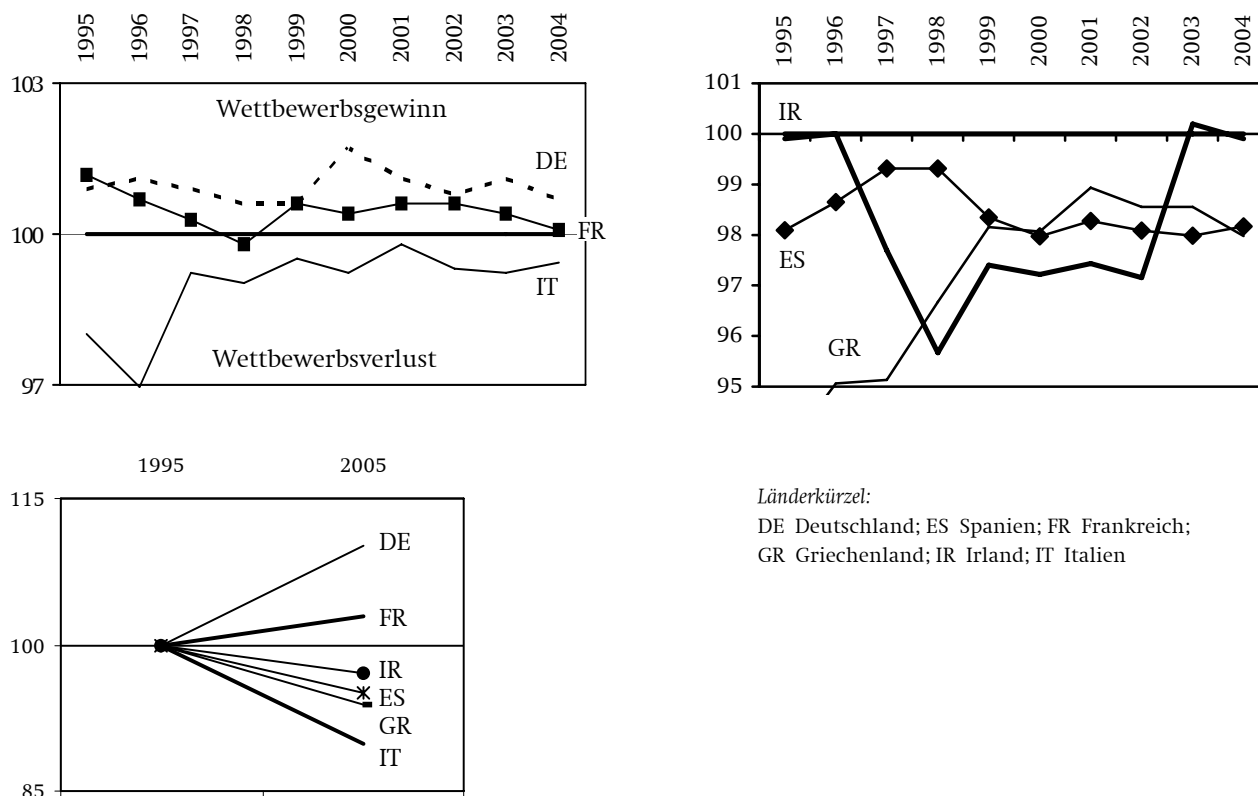 1995 1996 1997 1998 1999 2000 2001 2002 2003 2004
103
Wettbewerbsgewinn
DE
100
FR
IT
Wettbewerbsverlust
97
1995 1996 1997 1998 1999 2000 2001 2002 2003 2004
101
IR
100
99
98
ES
97
96
GR
95
1995 2005
115
DE
FR
100
IR
ES
GR
IT
85
Länderkürzel:
DE Deutschland; ES Spanien; FR Frankreich;
GR Griechenland; IR Irland; IT Italien